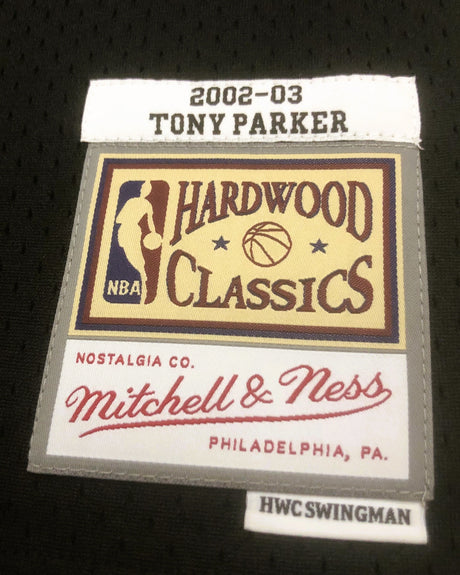 2002-03
TONY PARKER
HARDWOOD
NBA
CLASSICS
NOSTALGIA CO.
Mitchell & Ness
PHILADELPHIA, PA.
HWC SWINGMAN